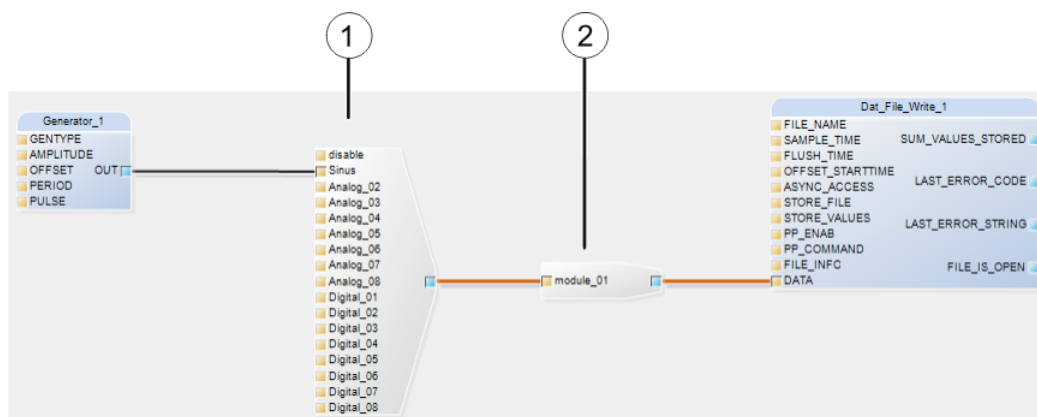 1
2
Generator_1
GENTYPE
AMPLITUDE
OFFSET OUT
PERIOD
PULSE
disable
Sinus
Analog_02
Analog_03
Analog_04
Analog_05
Analog_06
Analog_07
Analog_08
Digital_01
Digital_02
Digital_03
Digital_04
Digital_05
Digital_06
Digital_07
Digital_08
module_01
Dat_File_Write_1
FILE_NAME
SAMPLE_TIME
FLUSH_TIME
OFFSET_STARTTIME
ASYNC_ACCESS
STORE_FILE
STORE_VALUES
PP_ENAB
PP_COMMAND
FILE_INFO
DATA
SUM_VALUES_STORED
LAST_ERROR_CODE
LAST_ERROR_STRING
FILE_IS_OPEN